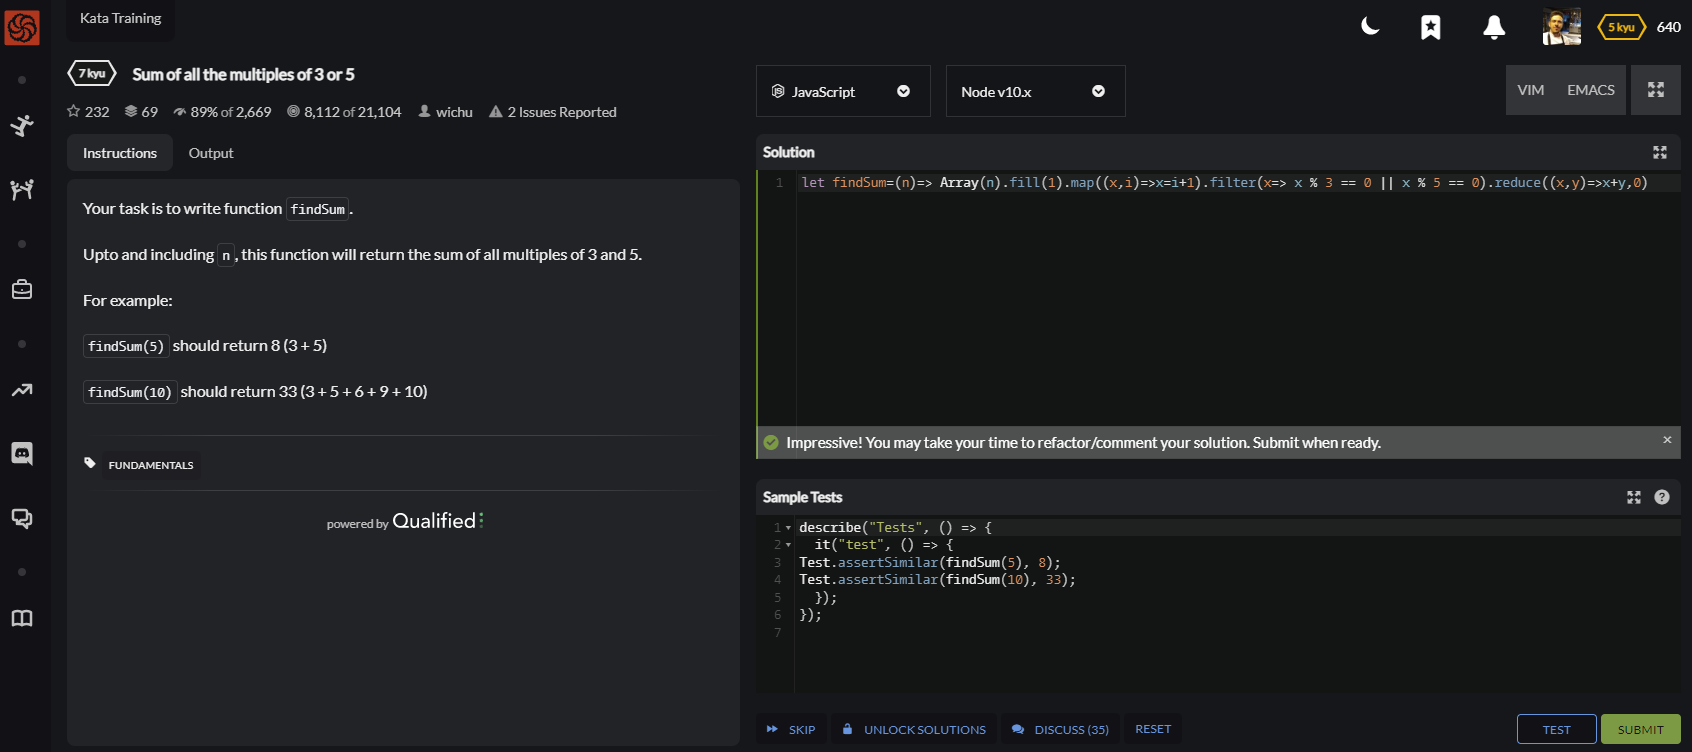 Kata Training
5 kyu 640
7 kyu Sum of all the multiples of 3 or 5
232 69 89% of 2,669 8,112 of 21,104 wichu 2 Issues Reported
Instructions Output
Your task is to write function findSum.
Upto and including n, this function will return the sum of all multiples of 3 and 5.
For example:
findSum(5) should return 8 (3 + 5)
findSum(10) should return 33 (3 + 5 + 6 + 9 + 10)
FUNDAMENTALS
powered by Qualified
JavaScript Node v10.x VIM EMACS
Solution
1 let findSum=(n)=> Array(n).fill(1).map((x,i)=>x=i+1).filter(x=> x % 3 == 0 || x % 5 == 0).reduce((x,y)=>x+y,0)
Impressive! You may take your time to refactor/comment your solution. Submit when ready. ×
Sample Tests ?
1 describe("Tests", () => {
2 it("test", () => {
3 Test.assertSimilar(findSum(5), 8);
4 Test.assertSimilar(findSum(10), 33);
5 });
6 });
7
SKIP UNLOCK SOLUTIONS DISCUSS (35) RESET TEST SUBMIT